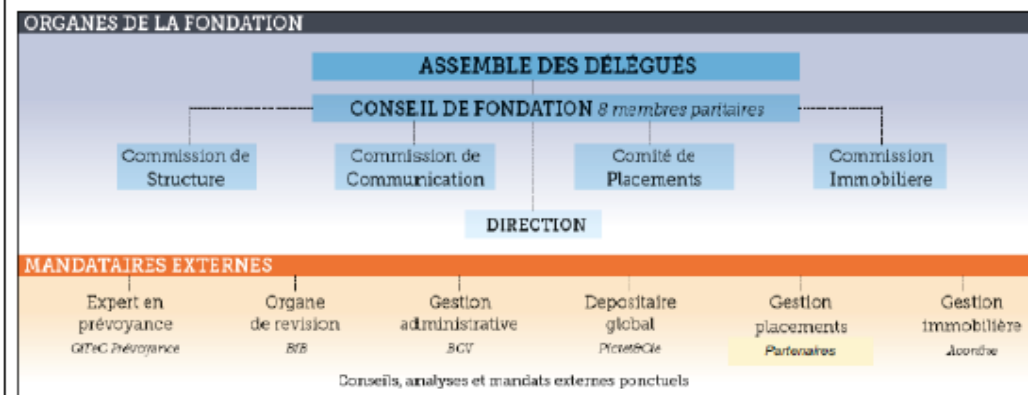 ORGANES DE LA FONDATION
ASSEMBLE DES DÉLÉGUÉS
CONSEIL DE FONDATION 8 membres paritaires
Commission de
Structure
Commission de
Communication
Comité de
Placements
Commission
Immobiliere
DIRECTION
MANDATAIRES EXTERNES
Expert en
prévoyance
GiTeC Prévoyance
Organe
de revision
BfB
Gestion
administrative
BCV
Depositaire
global
Pictet&Cie
Gestion
placements
Partenaires
Gestion
immobilière
Conseils, analyses et mandats externes ponctuels